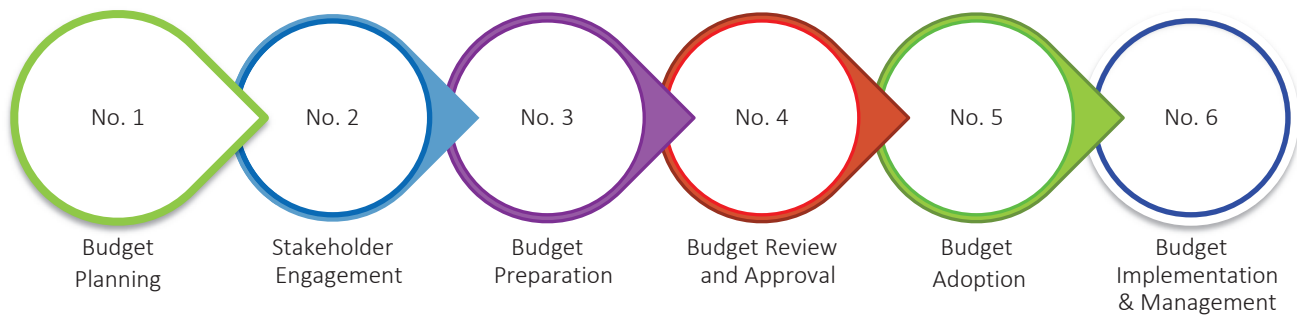 No. 1
No. 2
No. 3
No. 4
No. 5
No. 6
Budget
Planning
Stakeholder
Engagement
Budget
Preparation
Budget Review
and Approval
Budget
Adoption
Budget
Implementation
& Management